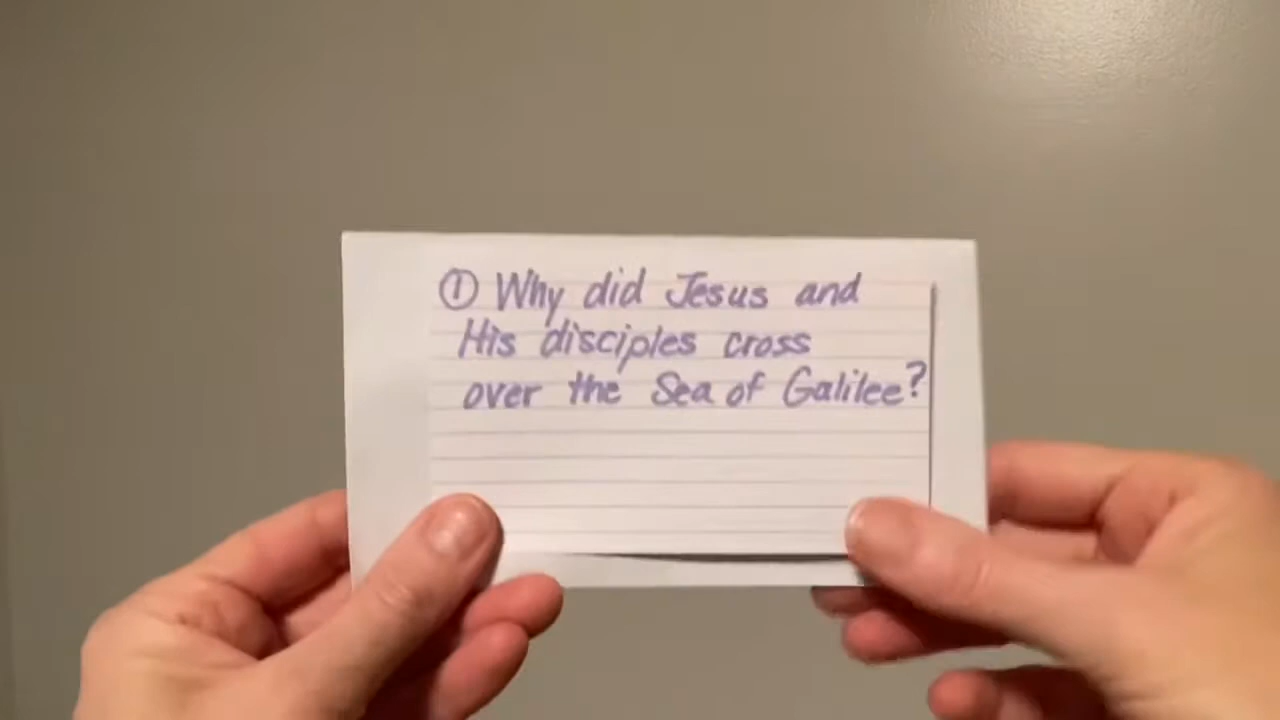 ① Why did Jesus and
His disciples cross
over the Sea of Galilee?